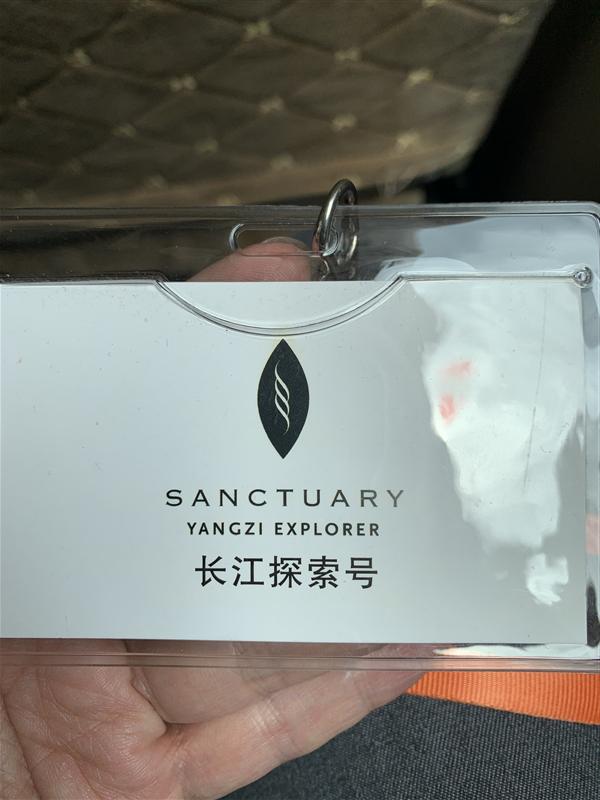 SANCTUARY
YANGZI EXPLORER
长江探索号